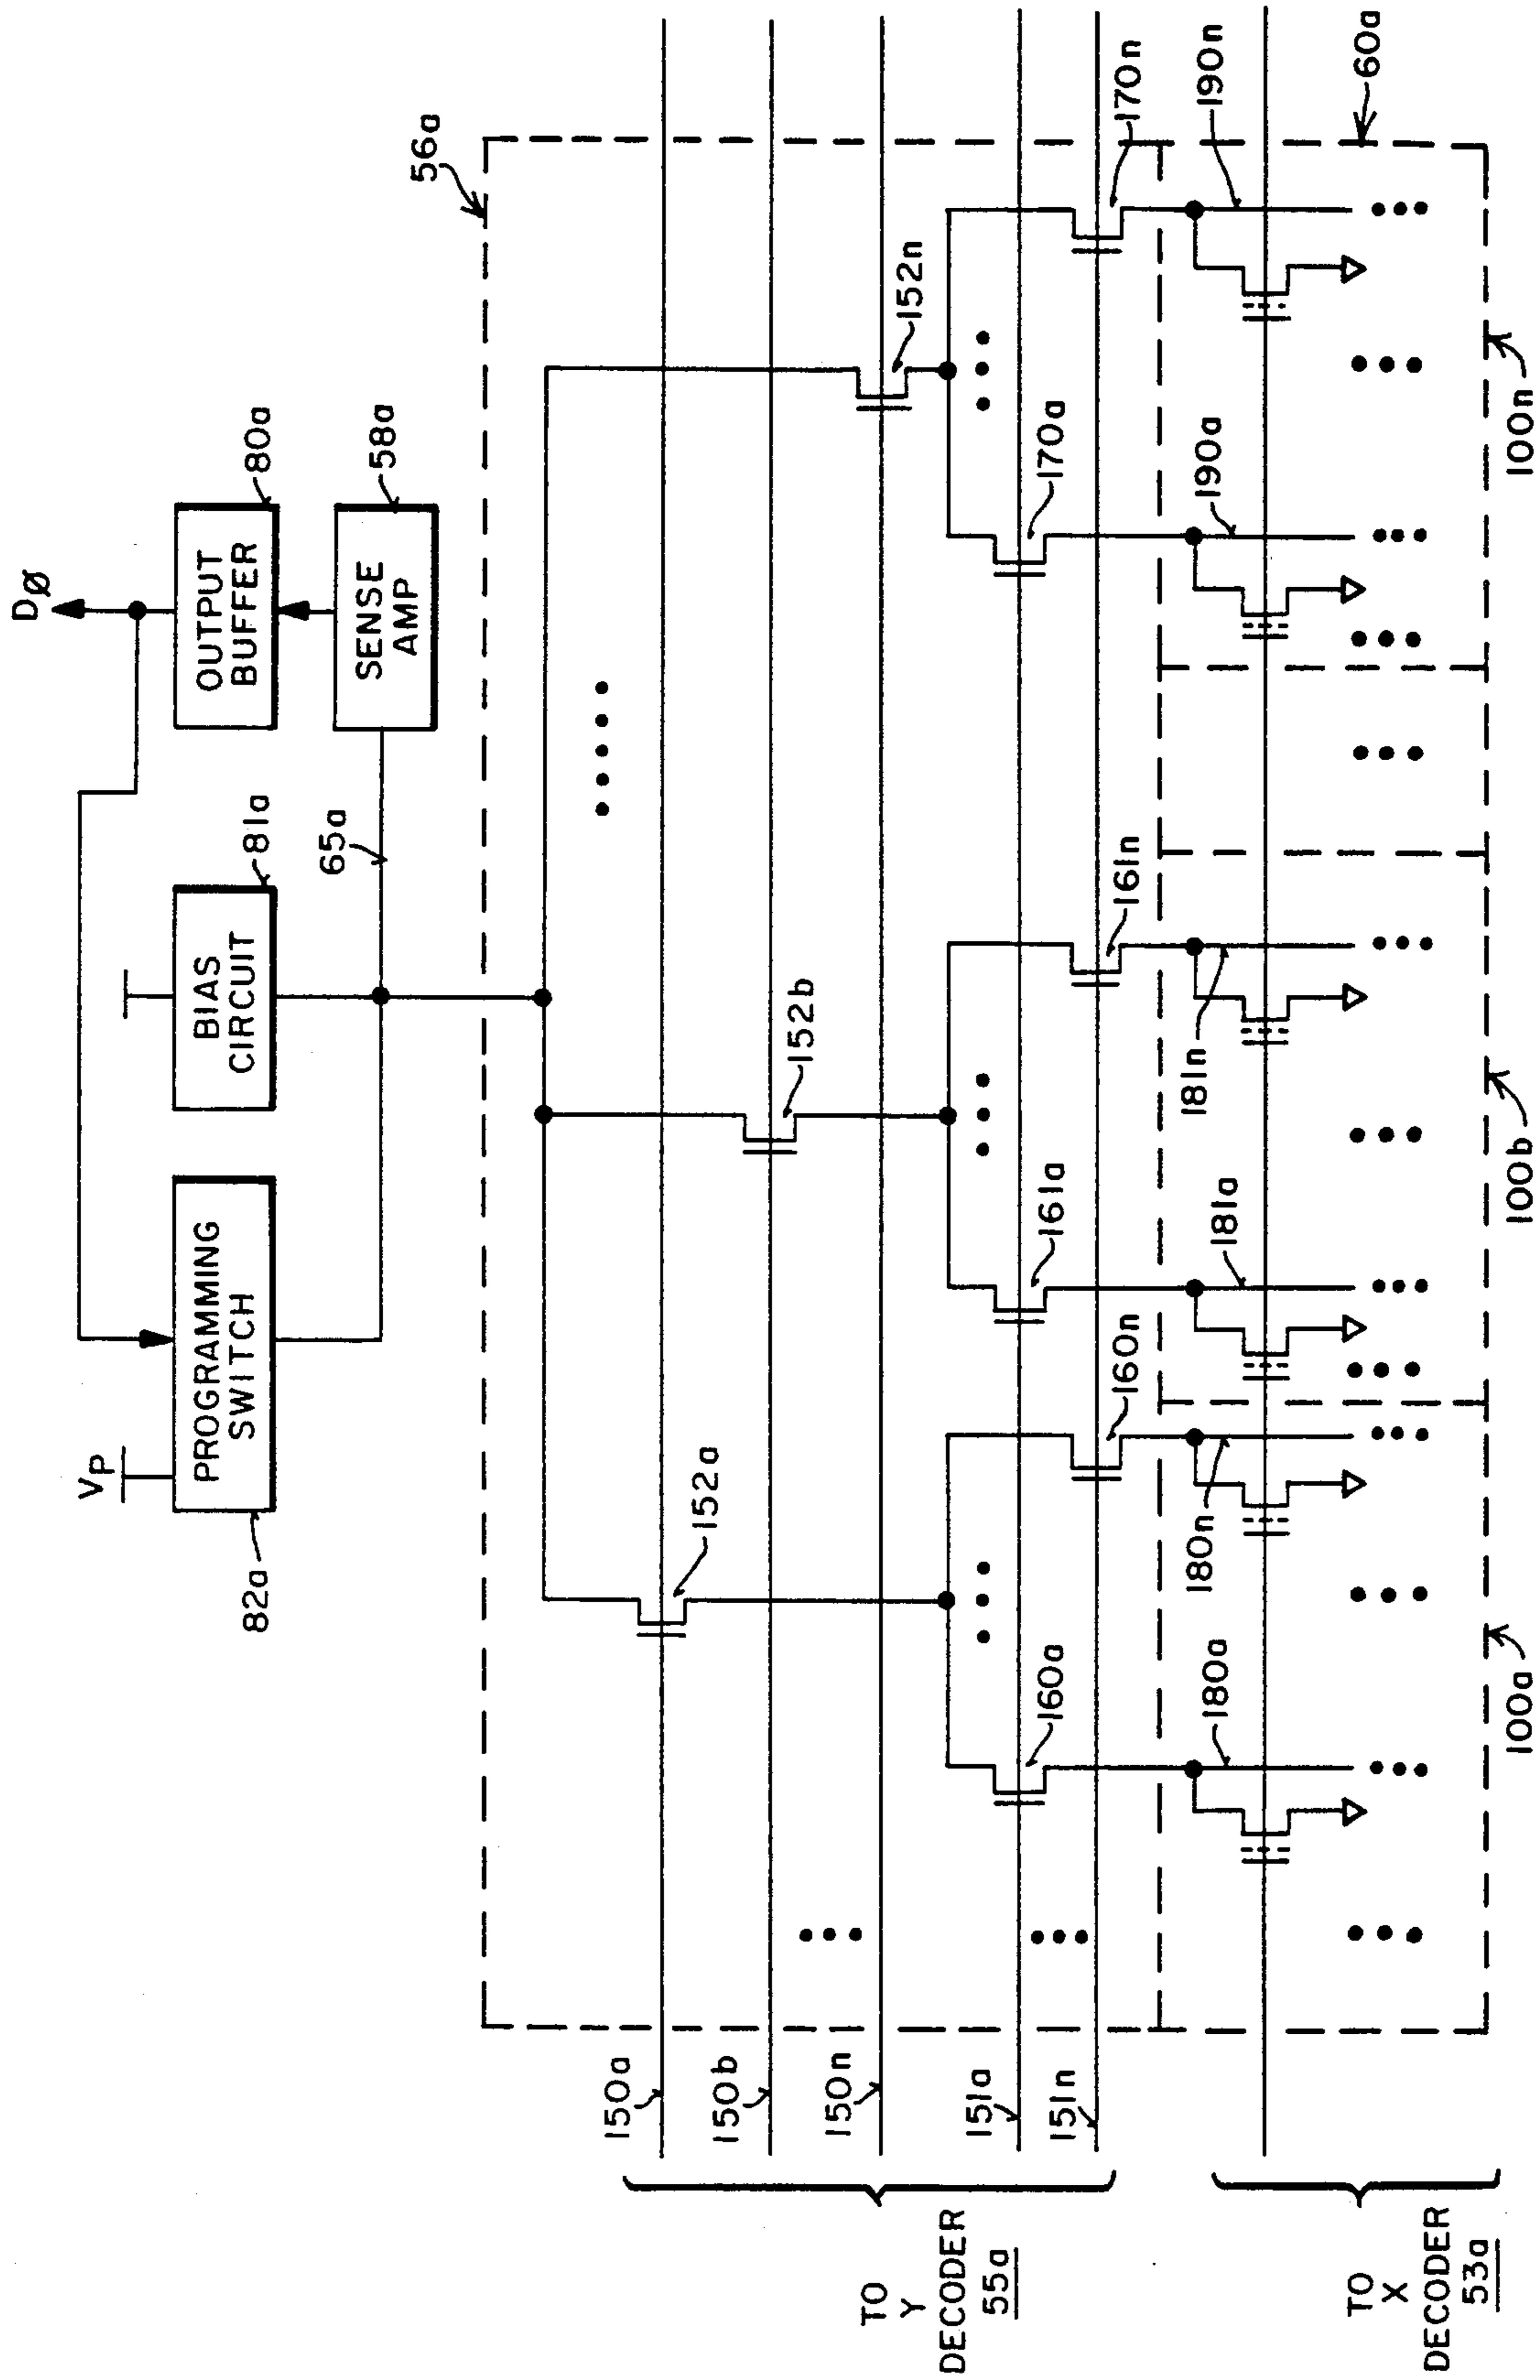 DØ
VP
PROGRAMMING
SWITCH
82a
BIAS
CIRCUIT
81a
OUTPUT
BUFFER
80a
65a
SENSE
AMP
58a
56a
150a
152a
150b
152b
150n
152n
151a
160a
161a
170a
151n
160n
161n
170n
180a
180n
181a
181n
190a
190n
60a
100a
100b
100n
TO
Y
DECODER
55a
TO
X
DECODER
53a